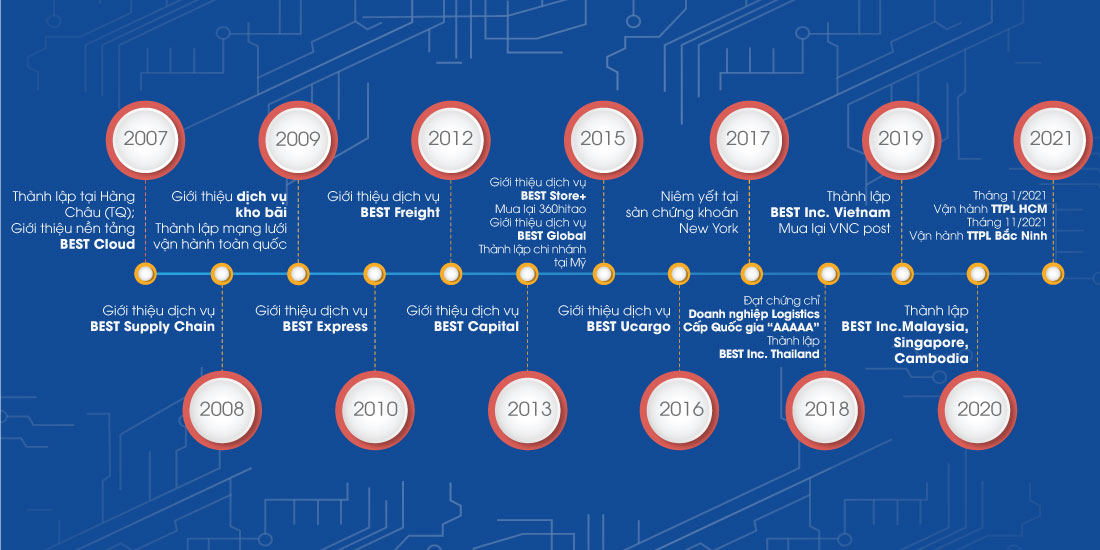 2007
Thành lập tại Hàng
Châu (TQ);
Giới thiệu nền tảng
BEST Cloud
2008
Giới thiệu dịch vụ
BEST Supply Chain
2009
Giới thiệu dịch vụ
kho bãi
Thành lập mạng lưới
vận hành toàn quốc
2010
Giới thiệu dịch vụ
BEST Express
2012
Giới thiệu dịch vụ
BEST Freight
2013
Giới thiệu dịch vụ
BEST Capital
2015
Giới thiệu dịch vụ
BEST Store+
Mua lại 360hitao
Giới thiệu dịch vụ
BEST Global
Thành lập chi nhánh
tại Mỹ
2016
Giới thiệu dịch vụ
BEST Ucargo
2017
Niêm yết tại
sàn chứng khoán
New York
2018
Đạt chứng chỉ
Doanh nghiệp Logistics
Cấp Quốc gia “AAAAA”
Thành lập
BEST Inc. Thailand
2019
Thành lập
BEST Inc. Vietnam
Mua lại VNC post
2020
Thành lập
BEST Inc.Malaysia,
Singapore,
Cambodia
2021
Tháng 1/2021
Vận hành TTPL HCM
Tháng 11/2021
Vận hành TTPL Bắc Ninh